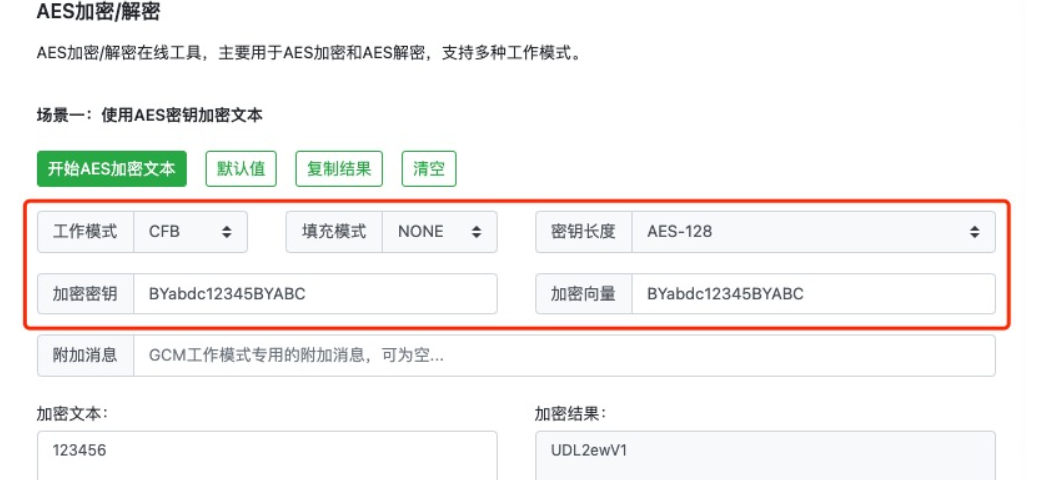 AES加密/解密
AES加密/解密在线工具，主要用于AES加密和AES解密，支持多种工作模式。
场景一：使用AES密钥加密文本
开始AES加密文本 默认值 复制结果 清空
工作模式 CFB 填充模式 NONE 密钥长度 AES-128
加密密钥 BYabdc12345BYABC 加密向量 BYabdc12345BYABC
附加消息 GCM工作模式专用的附加消息，可为空...
加密文本： 加密结果：
123456 UDL2ewV1